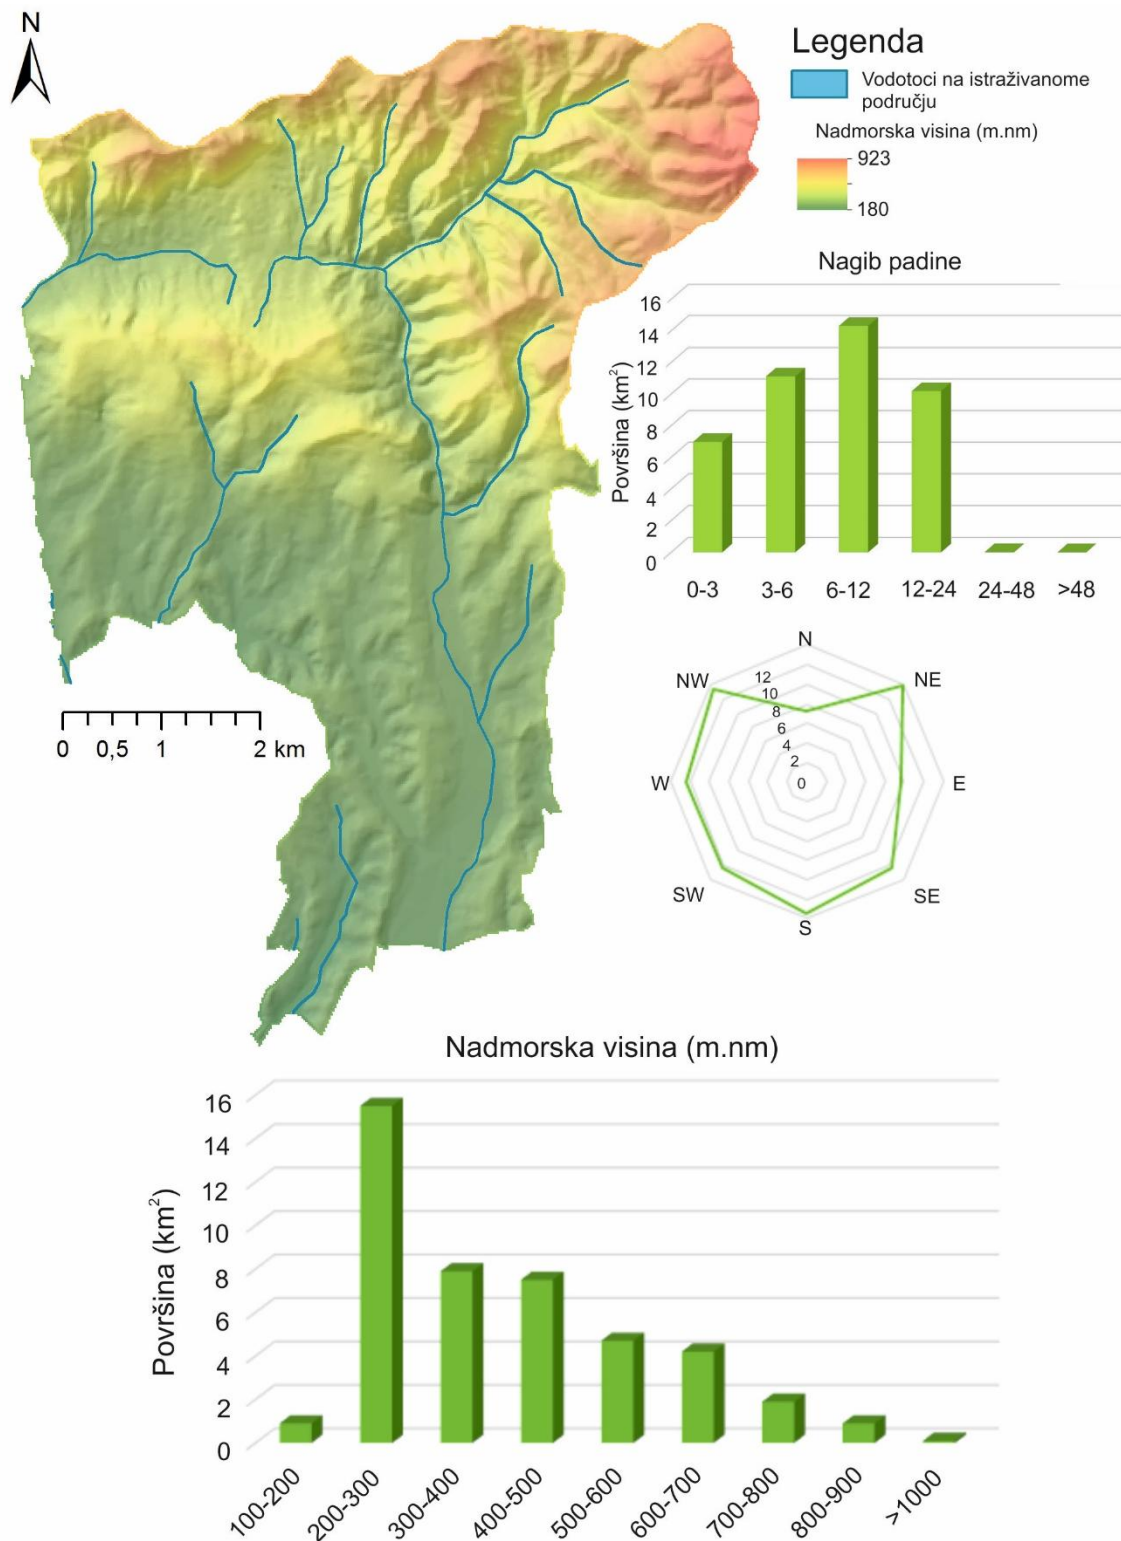 N
Legenda
Vodotoci na istraživanome
području
Nadmorska visina (m.nm)
923
180
Nagib padine
Površina (km²)
16
14
12
10
8
6
4
2
0
0-3
3-6
6-12
12-24
24-48
>48
N
NE
E
SE
S
SW
W
NW
12
10
8
6
4
2
0
0
0,5
1
2 km
Nadmorska visina (m.nm)
Površina (km²)
16
14
12
10
8
6
4
2
0
100-200
200-300
300-400
400-500
500-600
600-700
700-800
800-900
>1000